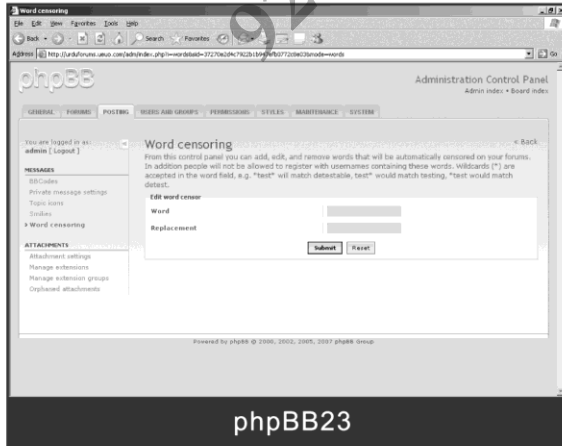 Word censoring
File Edit View Favorites Tools Help
Back Search Favorites
Address Go
phpBB
Administration Control Panel
Admin index • Board index
GENERAL FORUMS POSTING USERS AND GROUPS PERMISSIONS STYLES MAINTENANCE SYSTEM
You are logged in as:
admin [ Logout ]
MESSAGES
BBCodes
Private message settings
Topic icons
Smilies
Word censoring
ATTACHMENTS
Attachment settings
Manage extensions
Manage extension groups
Orphaned attachments
< Back
Word censoring
From this control panel you can add, edit, and remove words that will be automatically censored on your forums.
In addition people will not be allowed to register with usernames containing these words. Wildcards (*) are
accepted in the word field, e.g. *test* will match detestable, test* would match testing, *test would match
detest.
Edit word censor
Word
Replacement
Submit Reset
Powered by phpBB © 2000, 2002, 2005, 2007 phpBB Group
phpBB23